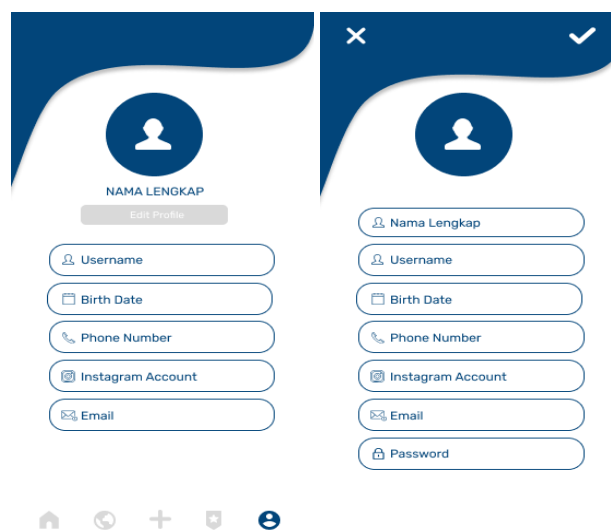 NAMA LENGKAP
Edit Profile
Username
Birth Date
Phone Number
Instagram Account
Email
Nama Lengkap
Username
Birth Date
Phone Number
Instagram Account
Email
Password